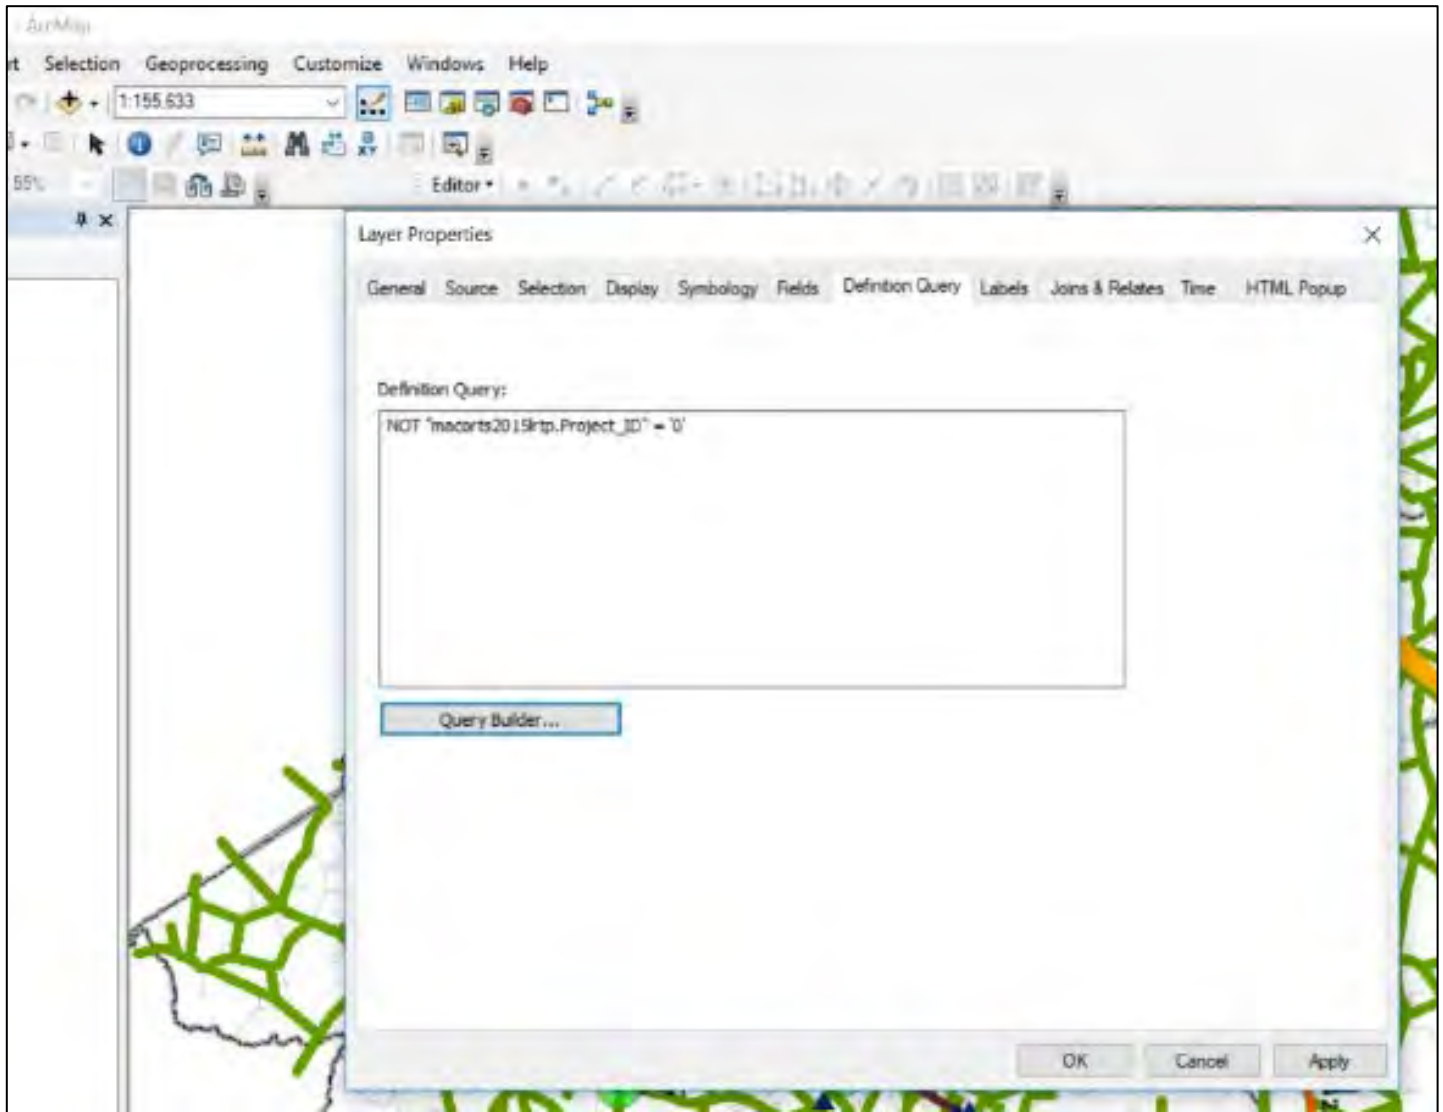 ArcMap
t Selection Geoprocessing Customize Windows Help
1:155,633
55%
Editor
Layer Properties
General Source Selection Display Symbology Fields Definition Query Labels Joins & Relates Time HTML Popup
Definition Query:
NOT "macorts2015lrtp.Project_ID" = '0'
Query Builder...
OK Cancel Apply